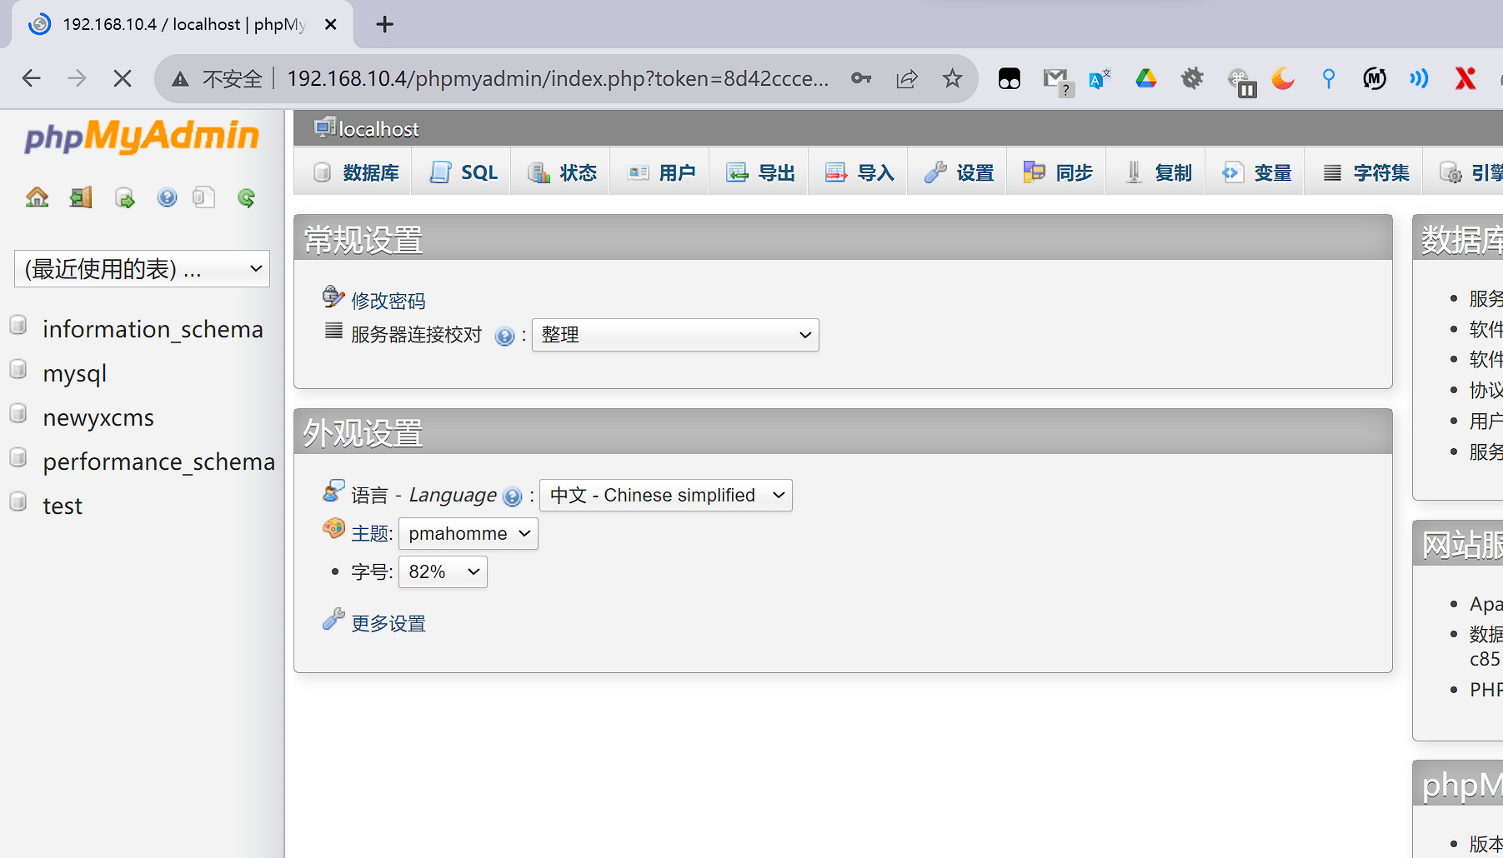 192.168.10.4 / localhost | phpMy
不安全
192.168.10.4/phpmyadmin/index.php?token=8d42ccce...
phpMyAdmin
localhost
数据库 SQL 状态 用户 导出 导入 设置 同步 复制 变量 字符集 引擎
(最近使用的表) ...
information_schema
mysql
newyxcms
performance_schema
test
常规设置
修改密码
服务器连接校对 : 整理
外观设置
语言 - Language : 中文 - Chinese simplified
主题: pmahomme
字号: 82%
更多设置
数据库
服务
软件
软件
协议
用户
服务
网站服
Apa
数据
c85
PHP
phpM
版本